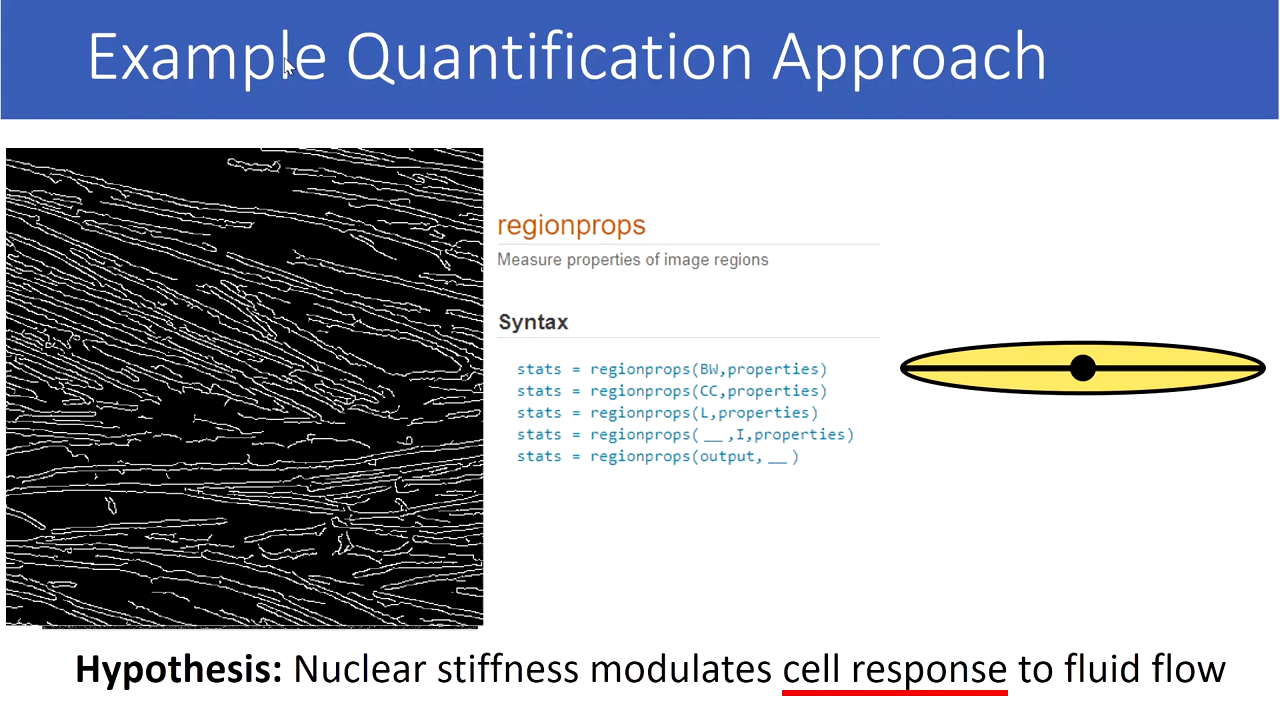 Example Quantification Approach
regionprops
Measure properties of image regions
Syntax
stats = regionprops(BW,properties)
stats = regionprops(CC,properties)
stats = regionprops(L,properties)
stats = regionprops(__,I,properties)
stats = regionprops(output,__)
Hypothesis: Nuclear stiffness modulates cell response to fluid flow